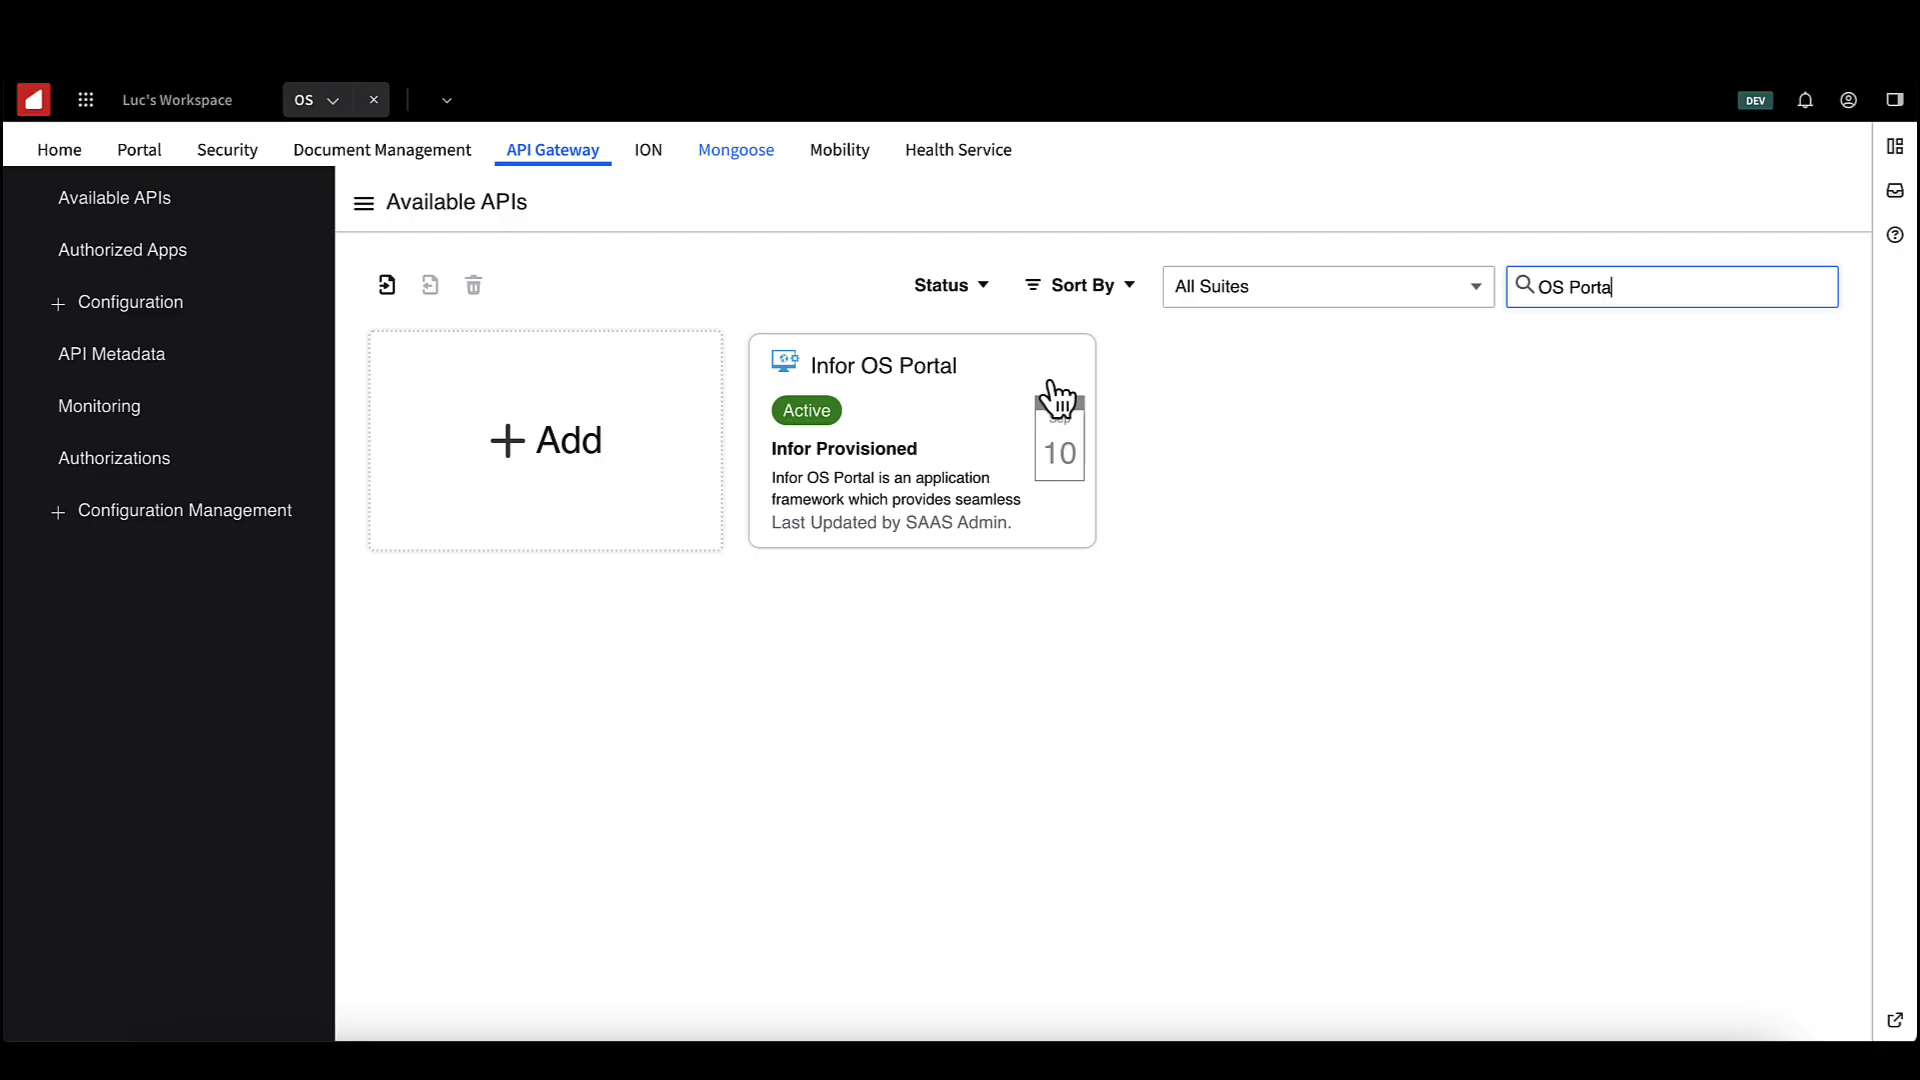 Luc's Workspace
OS
DEV
Home
Portal
Security
Document Management
API Gateway
ION
Mongoose
Mobility
Health Service
Available APIs
Authorized Apps
Configuration
API Metadata
Monitoring
Authorizations
Configuration Management
Available APIs
Status
Sort By
All Suites
OS Porta
+ Add
Infor OS Portal
Active
Infor Provisioned
Infor OS Portal is an application
framework which provides seamless
Last Updated by SAAS Admin.
Sep
10